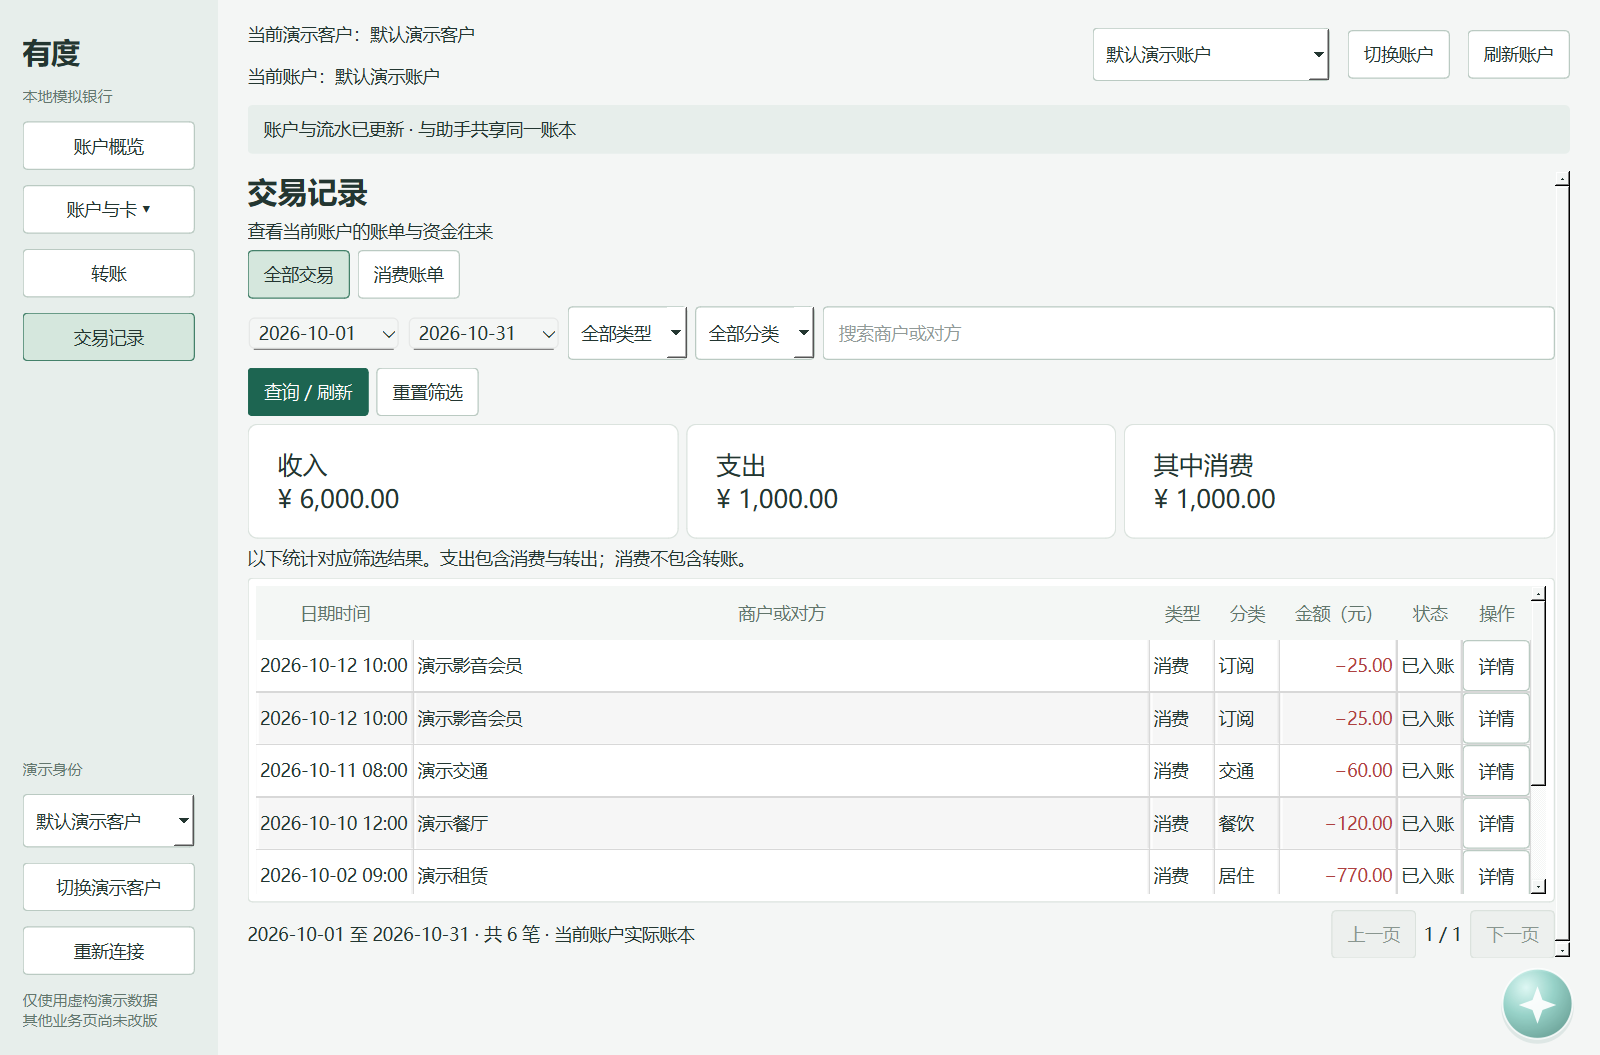 有度
本地模拟银行
账户概览
账户与卡 ▾
转账
交易记录
演示身份
默认演示客户
切换演示客户
重新连接
仅使用虚构演示数据
其他业务页尚未改版
当前演示客户：默认演示客户
当前账户：默认演示账户
默认演示账户
切换账户
刷新账户
账户与流水已更新 · 与助手共享同一账本
交易记录
查看当前账户的账单与资金往来
全部交易 消费账单
2026-10-01 2026-10-31 全部类型 全部分类 搜索商户或对方
查询 / 刷新 重置筛选
收入
¥ 6,000.00
支出
¥ 1,000.00
其中消费
¥ 1,000.00
以下统计对应筛选结果。支出包含消费与转出；消费不包含转账。
日期时间 商户或对方 类型 分类 金额（元） 状态 操作
2026-10-12 10:00 演示影音会员 消费 订阅 −25.00 已入账 详情
2026-10-12 10:00 演示影音会员 消费 订阅 −25.00 已入账 详情
2026-10-11 08:00 演示交通 消费 交通 −60.00 已入账 详情
2026-10-10 12:00 演示餐厅 消费 餐饮 −120.00 已入账 详情
2026-10-02 09:00 演示租赁 消费 居住 −770.00 已入账 详情
2026-10-01 至 2026-10-31 · 共 6 笔 · 当前账户实际账本
上一页 1 / 1 下一页